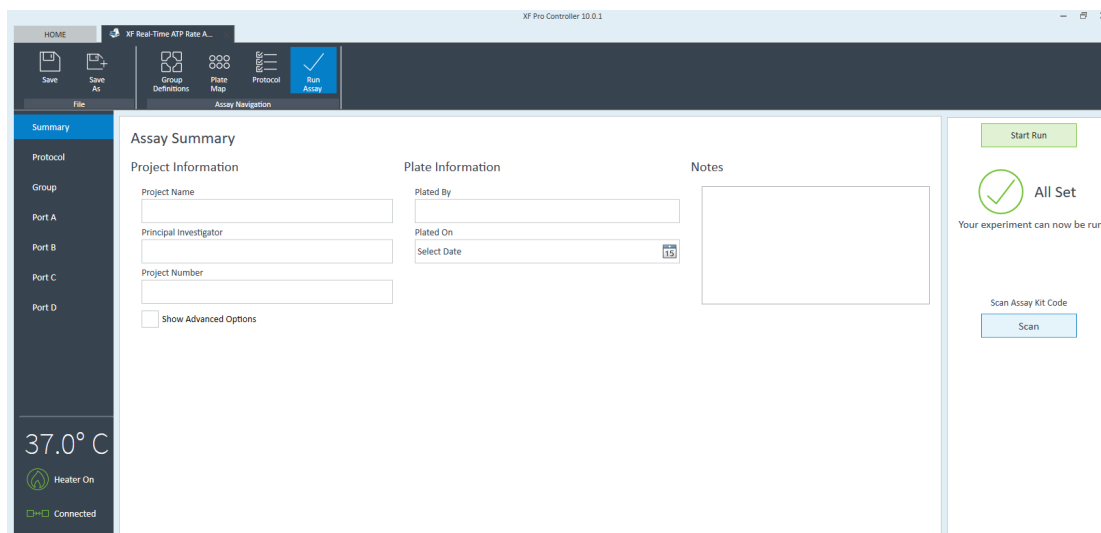 XF Pro Controller 10.0.1
HOME
XF Real-Time ATP Rate A...
Save
Save As
Group Definitions
Plate Map
Protocol
Run Assay
File
Assay Navigation
Summary
Protocol
Group
Port A
Port B
Port C
Port D
37.0° C
Heater On
Connected
Assay Summary
Project Information
Project Name
Principal Investigator
Project Number
Show Advanced Options
Plate Information
Plated By
Plated On
Select Date
15
Notes
Start Run
All Set
Your experiment can now be run
Scan Assay Kit Code
Scan